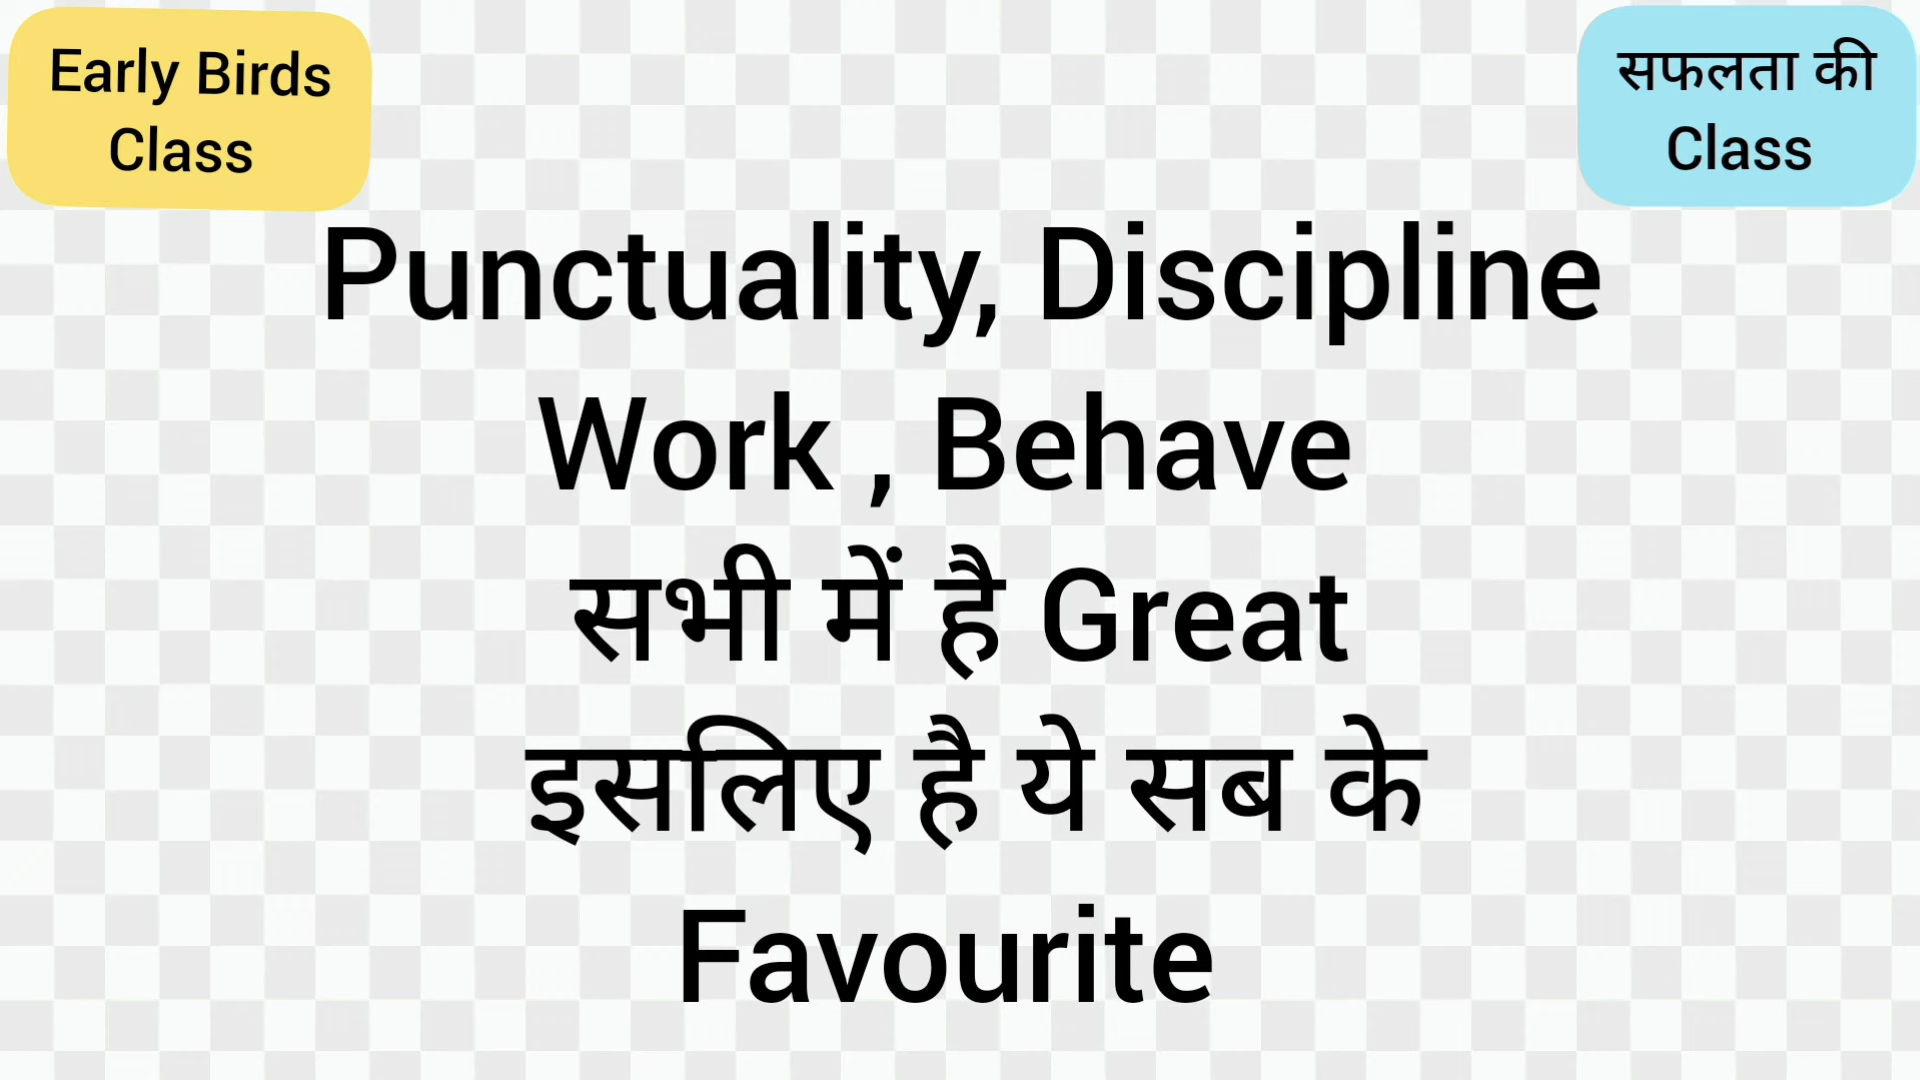 Early Birds
Class
सफलता की
Class
Punctuality, Discipline
Work , Behave
सभी में है Great
इसलिए है ये सब के
Favourite